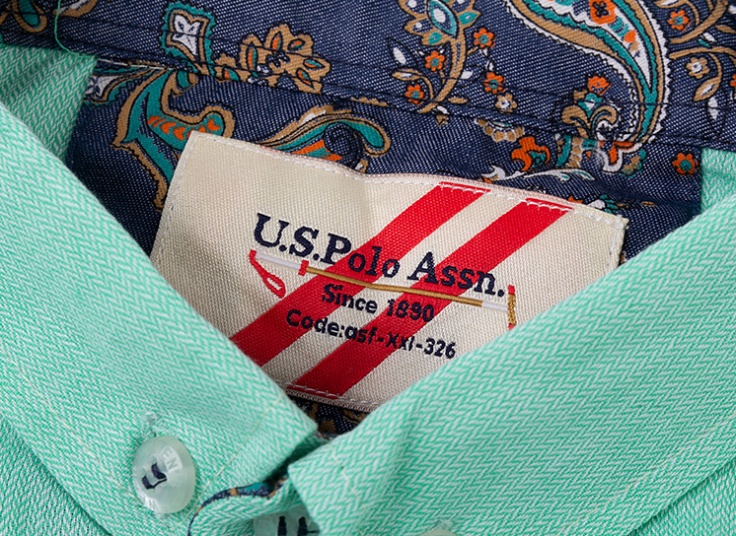 U.S.Polo Assn.
Since 1890
Code:asf-Xxl-326